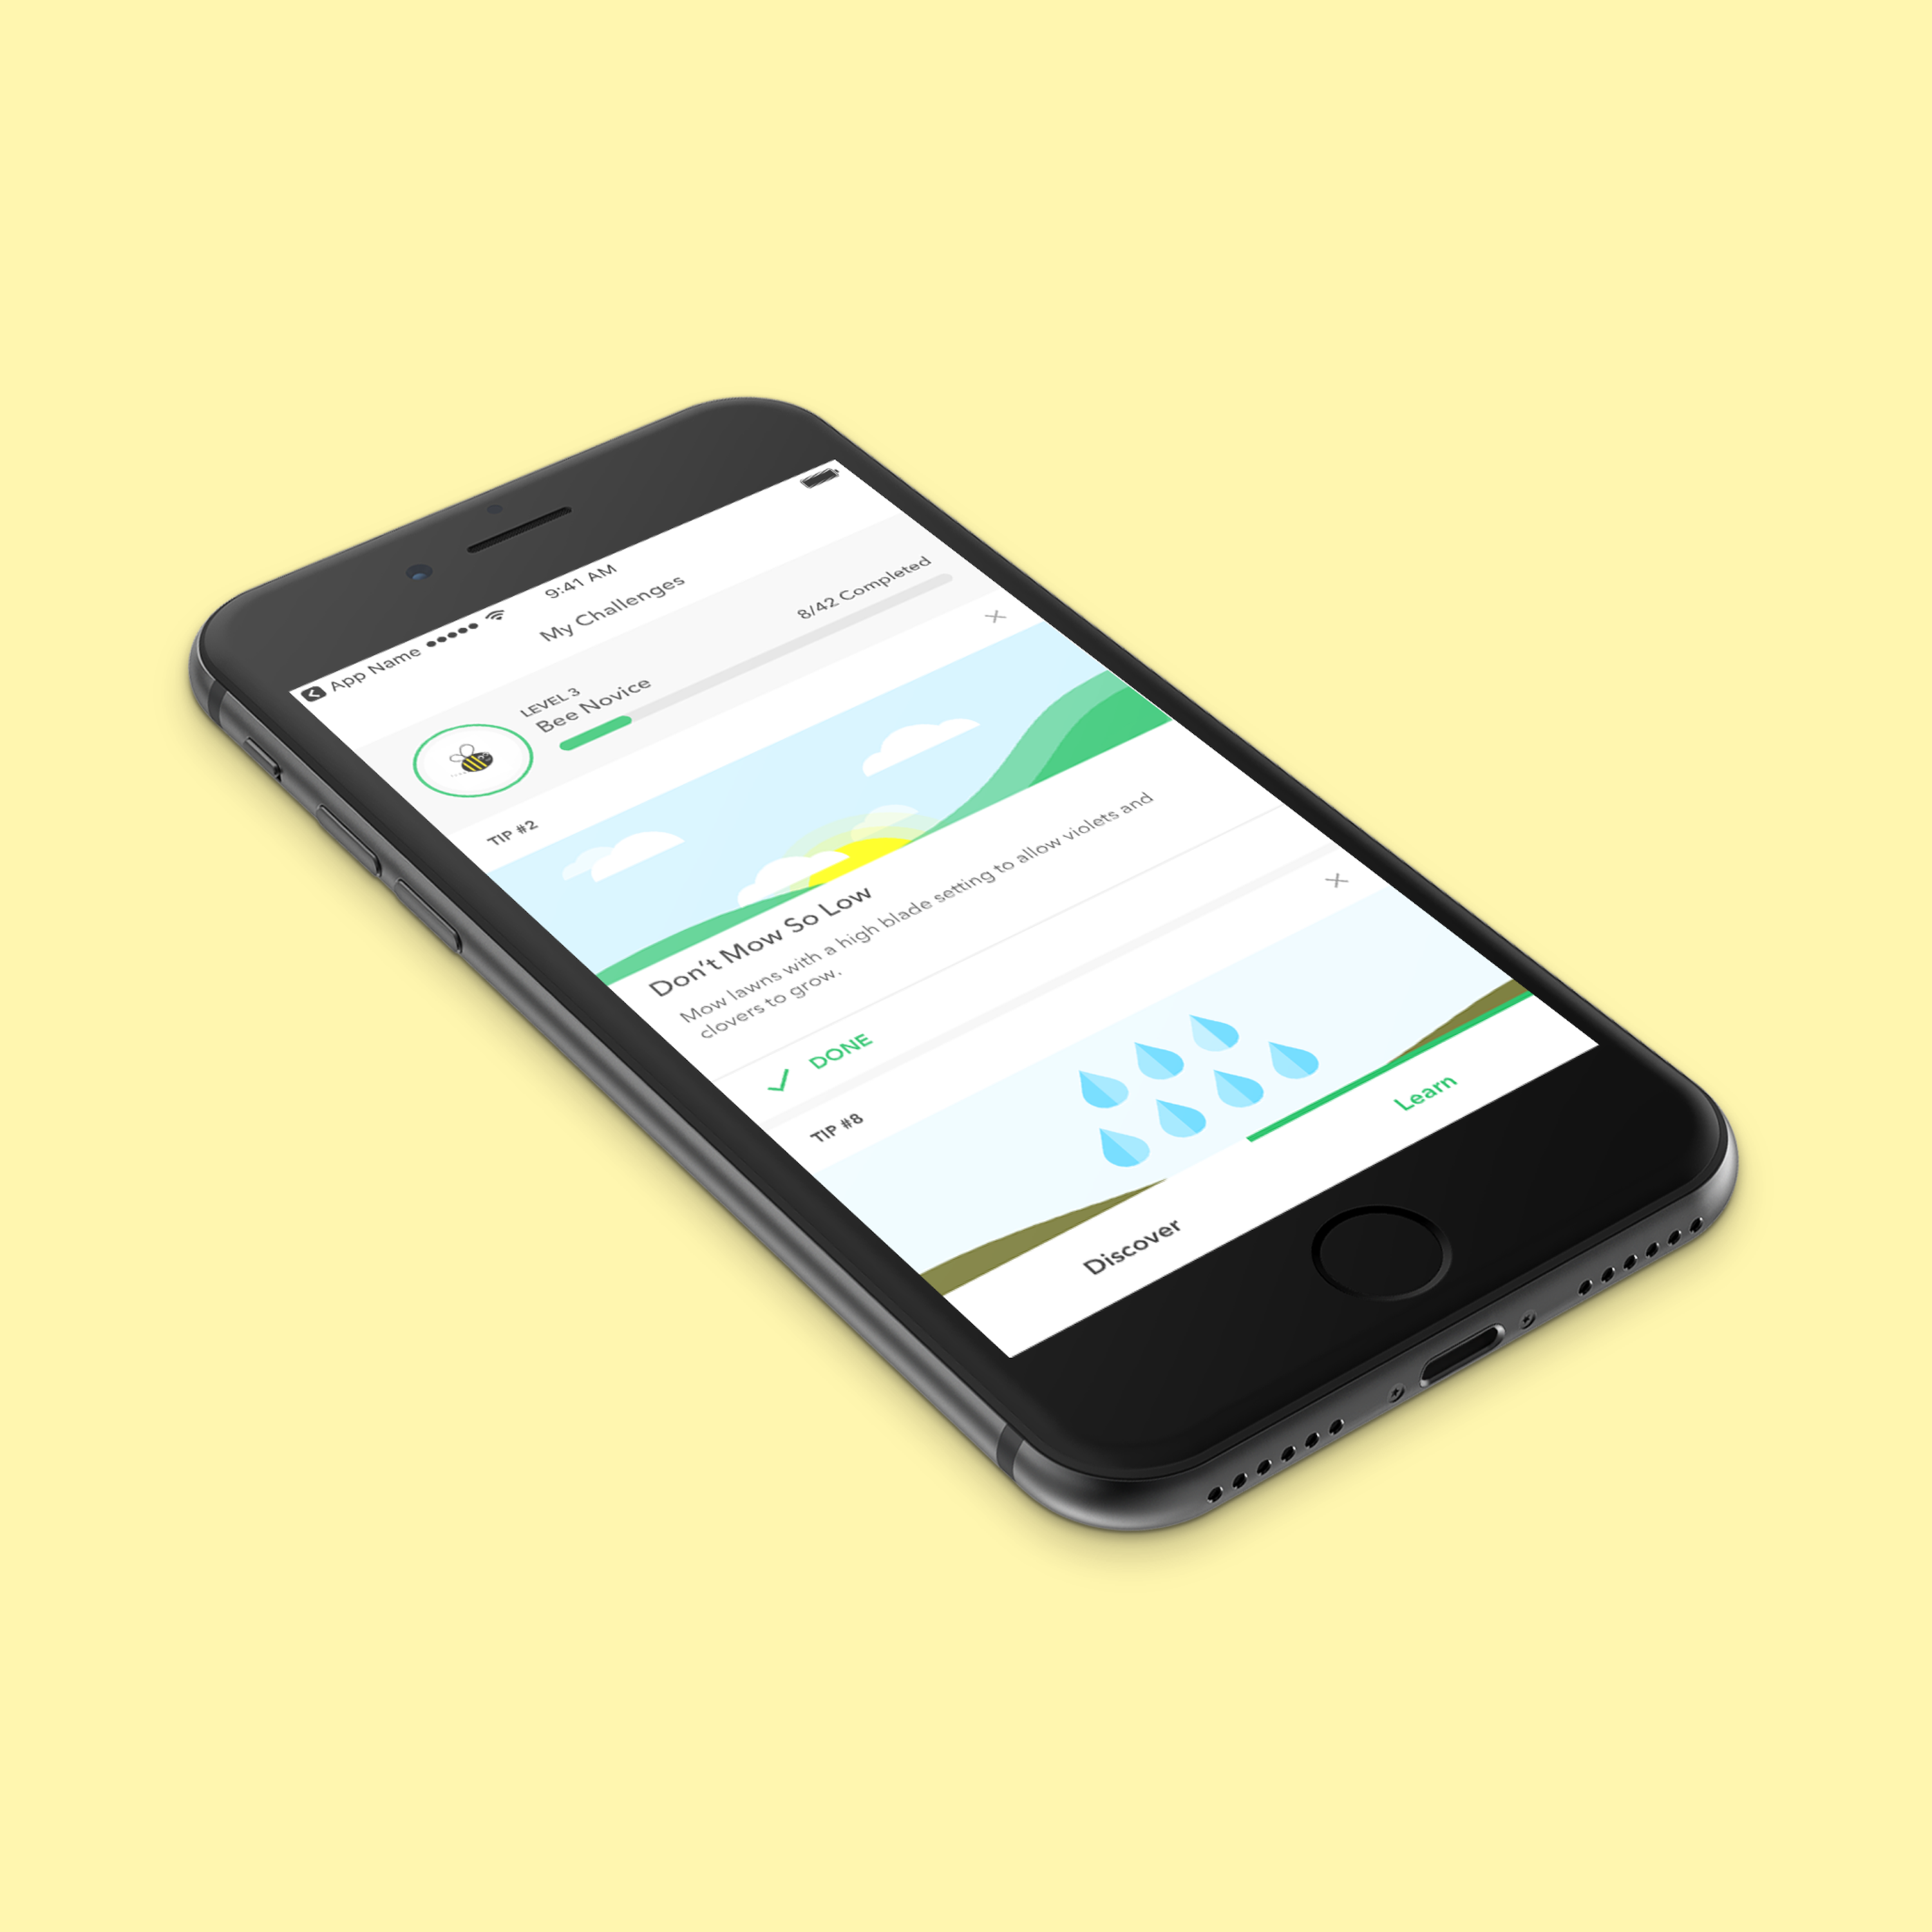 App Name 9:41 AM
My Challenges
LEVEL 3
Bee Novice 8/42 Completed
TIP #2
Don't Mow So Low
Mow lawns with a high blade setting to allow violets and
clovers to grow.
DONE
TIP #8
Discover Learn